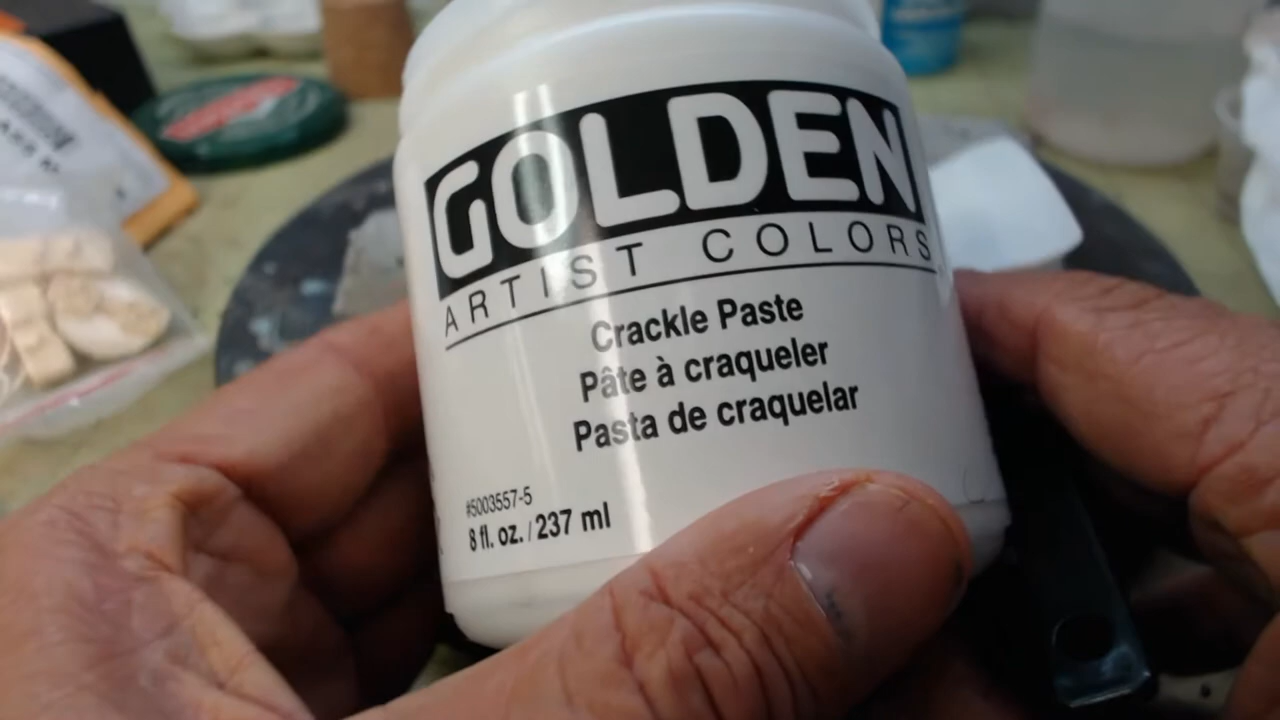 GOLDEN
ARTIST COLORS
Crackle Paste
Pâte à craqueler
Pasta de craquelar
#5003557-5
8 fl. oz. / 237 ml